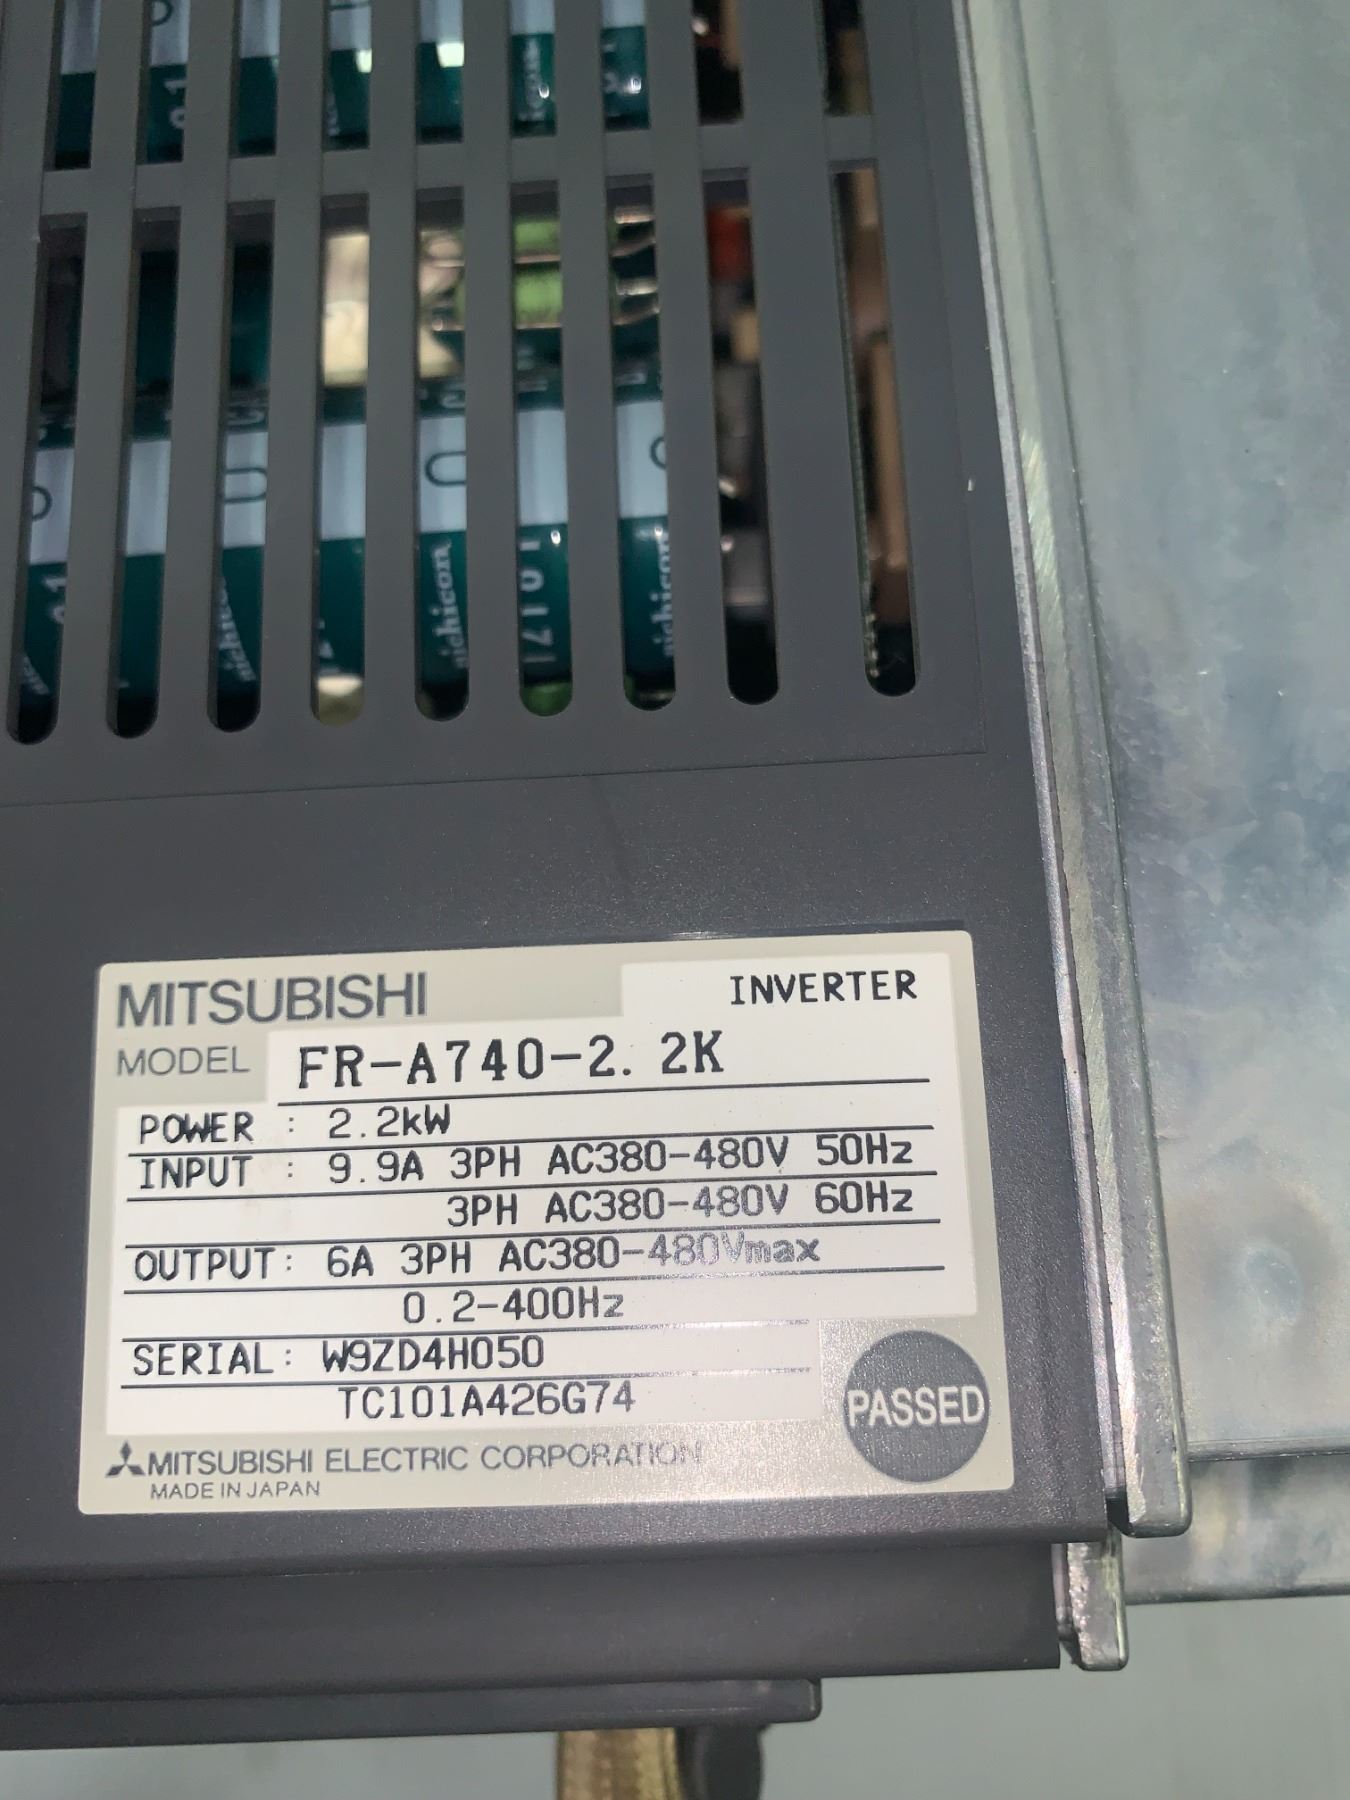 nichicon
nichicon
MITSUBISHI
INVERTER
MODEL FR-A740-2.2K
POWER : 2.2kW
INPUT : 9.9A 3PH AC380-480V 50Hz
3PH AC380-480V 60Hz
OUTPUT: 6A 3PH AC380-480Vmax
0.2-400Hz
SERIAL: W9ZD4H050
TC101A426G74
PASSED
MITSUBISHI ELECTRIC CORPORATION
MADE IN JAPAN